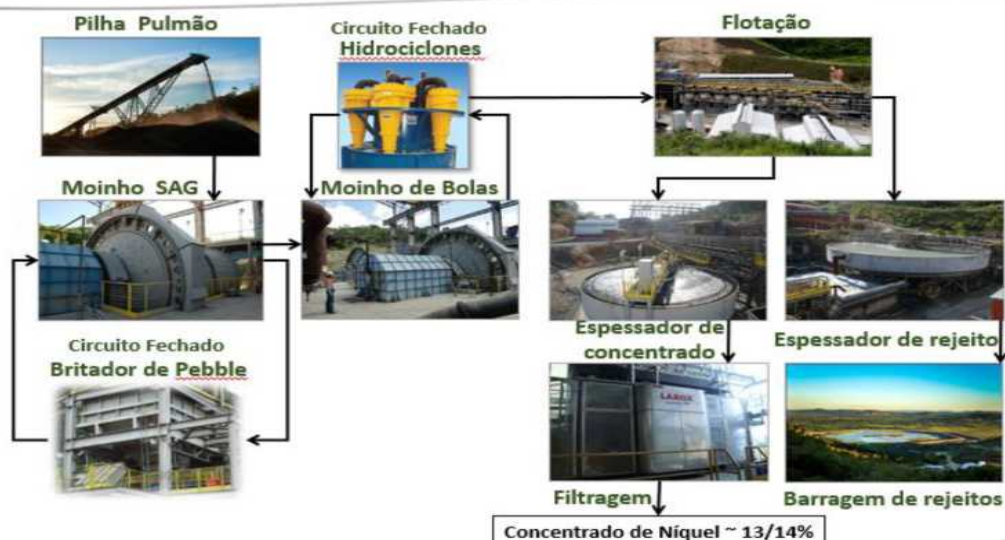 Pilha Pulmão
Circuito Fechado
Hidrociclones
Flotação
Moinho SAG
Moinho de Bolas
Circuito Fechado
Britador de Pebble
Espessador de
concentrado
Espessador de rejeito
LAROX
Filtragem
Barragem de rejeitos
Concentrado de Níquel ~ 13/14%